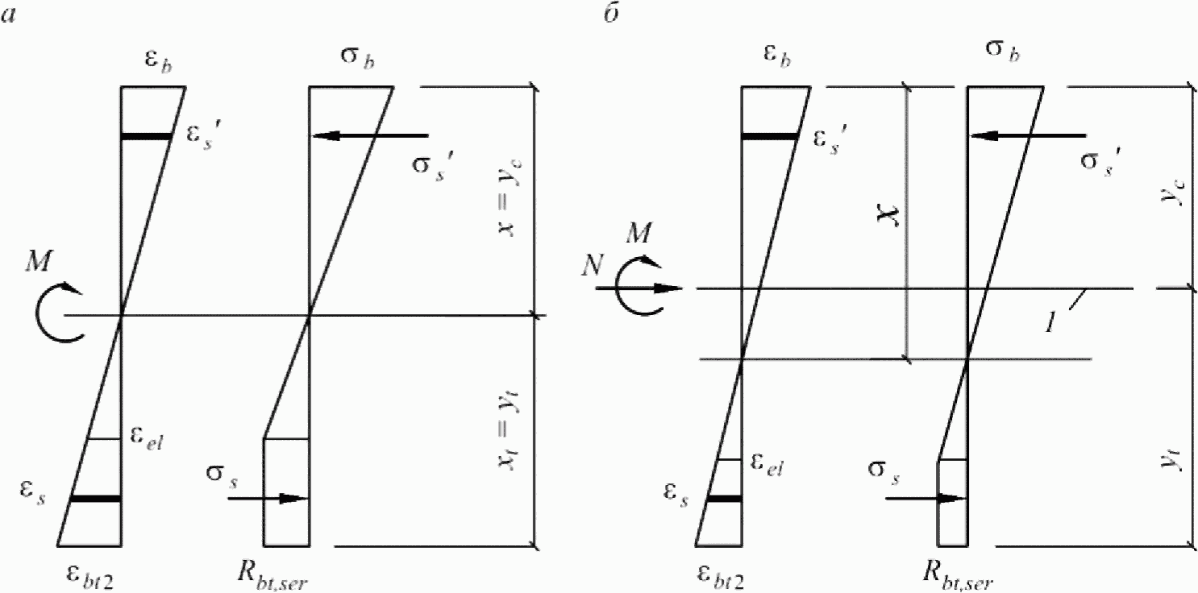 а
ε_b
σ_b
ε_s′
σ_s′
x = y_c
M
x_t = y_t
ε_el
σ_s
ε_s
ε_bt2
R_bt,ser
б
ε_b
σ_b
ε_s′
σ_s′
y_c
x
M
N
1
y_t
ε_el
σ_s
ε_s
ε_bt2
R_bt,ser